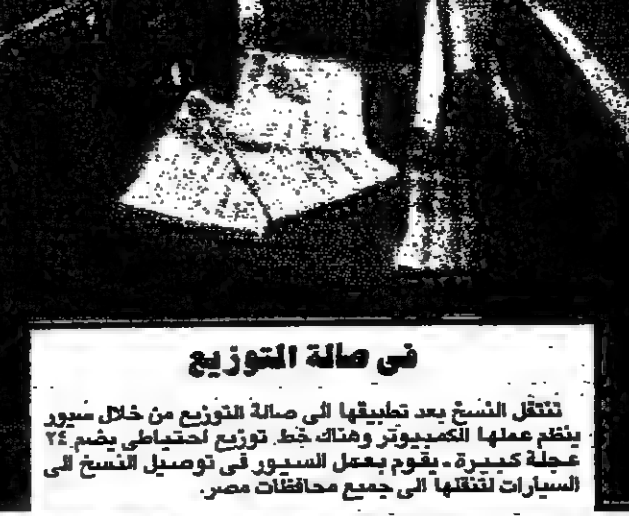 فى صالة التوزيع
تنتقل النسخ بعد تطبيقها الى صالة التوزيع من خلال سيور
ينظم عملها الكمبيوتر وهناك خط توزيع احتياطى يضم ٢٤
عجلة كبيرة - يقوم بعمل السيور فى توصيل النسخ الى
السيارات لتنقلها الى جميع محافظات مصر.